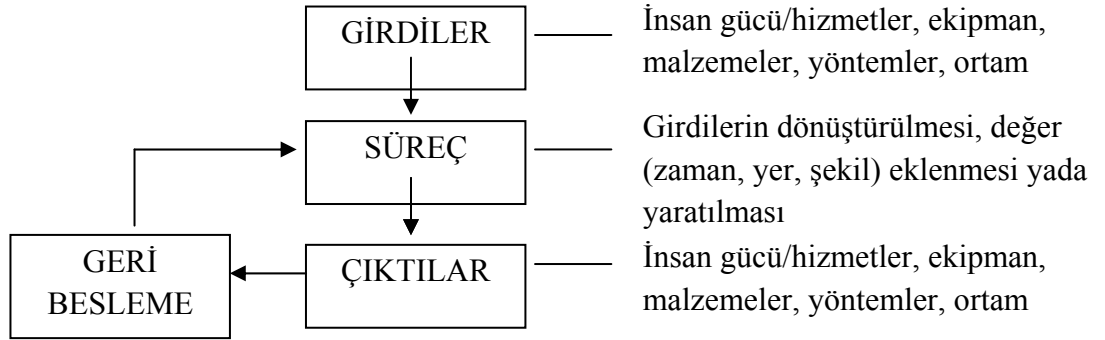 GİRDİLER
İnsan gücü/hizmetler, ekipman,
malzemeler, yöntemler, ortam
SÜREÇ
Girdilerin dönüştürülmesi, değer
(zaman, yer, şekil) eklenmesi yada
yaratılması
GERİ
BESLEME
ÇIKTILAR
İnsan gücü/hizmetler, ekipman,
malzemeler, yöntemler, ortam